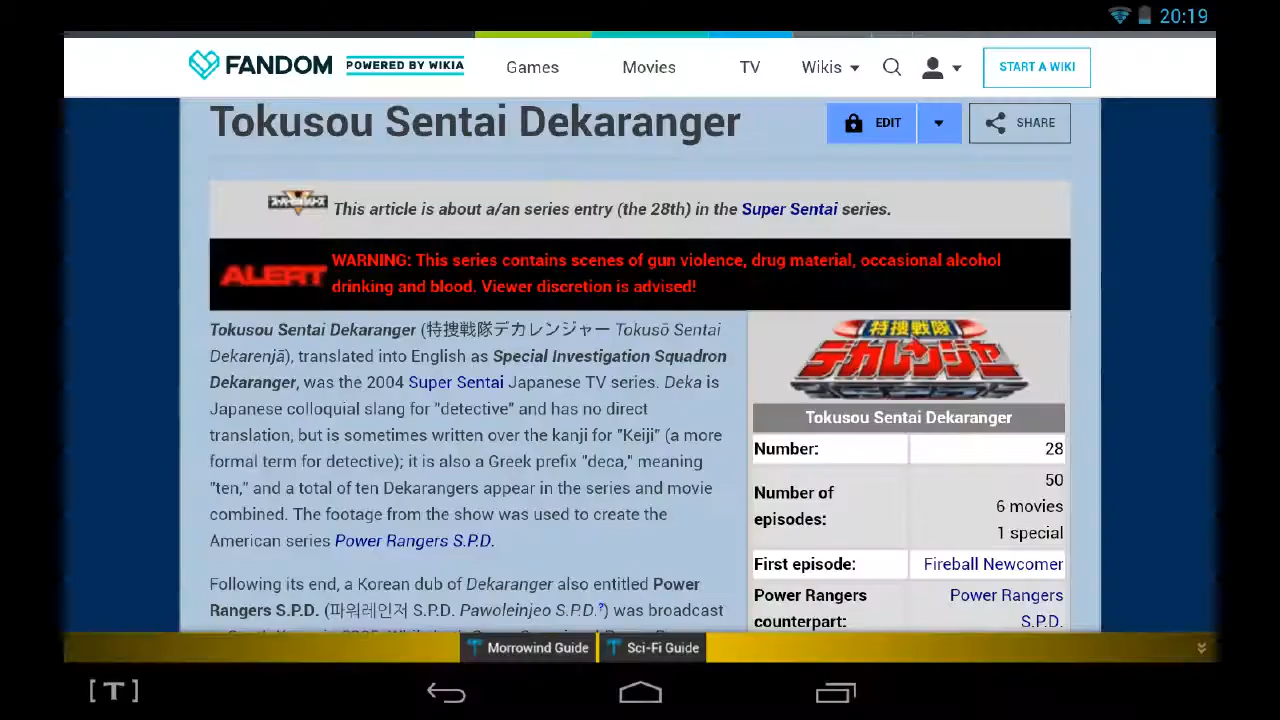 20:19
FANDOM POWERED BY WIKIA Games Movies TV Wikis START A WIKI
Tokusou Sentai Dekaranger
EDIT SHARE
This article is about a/an series entry (the 28th) in the Super Sentai series.
ALERT
WARNING: This series contains scenes of gun violence, drug material, occasional alcohol
drinking and blood. Viewer discretion is advised!
Tokusou Sentai Dekaranger (特捜戦隊デカレンジャー Tokusō Sentai
Dekarenjā), translated into English as Special Investigation Squadron
Dekaranger, was the 2004 Super Sentai Japanese TV series. Deka is
Japanese colloquial slang for "detective" and has no direct
translation, but is sometimes written over the kanji for "Keiji" (a more
formal term for detective); it is also a Greek prefix "deca," meaning
"ten," and a total of ten Dekarangers appear in the series and movie
combined. The footage from the show was used to create the
American series Power Rangers S.P.D.
Following its end, a Korean dub of Dekaranger also entitled Power
Rangers S.P.D. (파워레인저 S.P.D. Pawoleinjeo S.P.D.?) was broadcast
特捜戦隊
デカレンジャー
Tokusou Sentai Dekaranger
Number: 28
Number of episodes: 50
6 movies
1 special
First episode: Fireball Newcomer
Power Rangers counterpart: Power Rangers
S.P.D.
Morrowind Guide Sci-Fi Guide
[T]